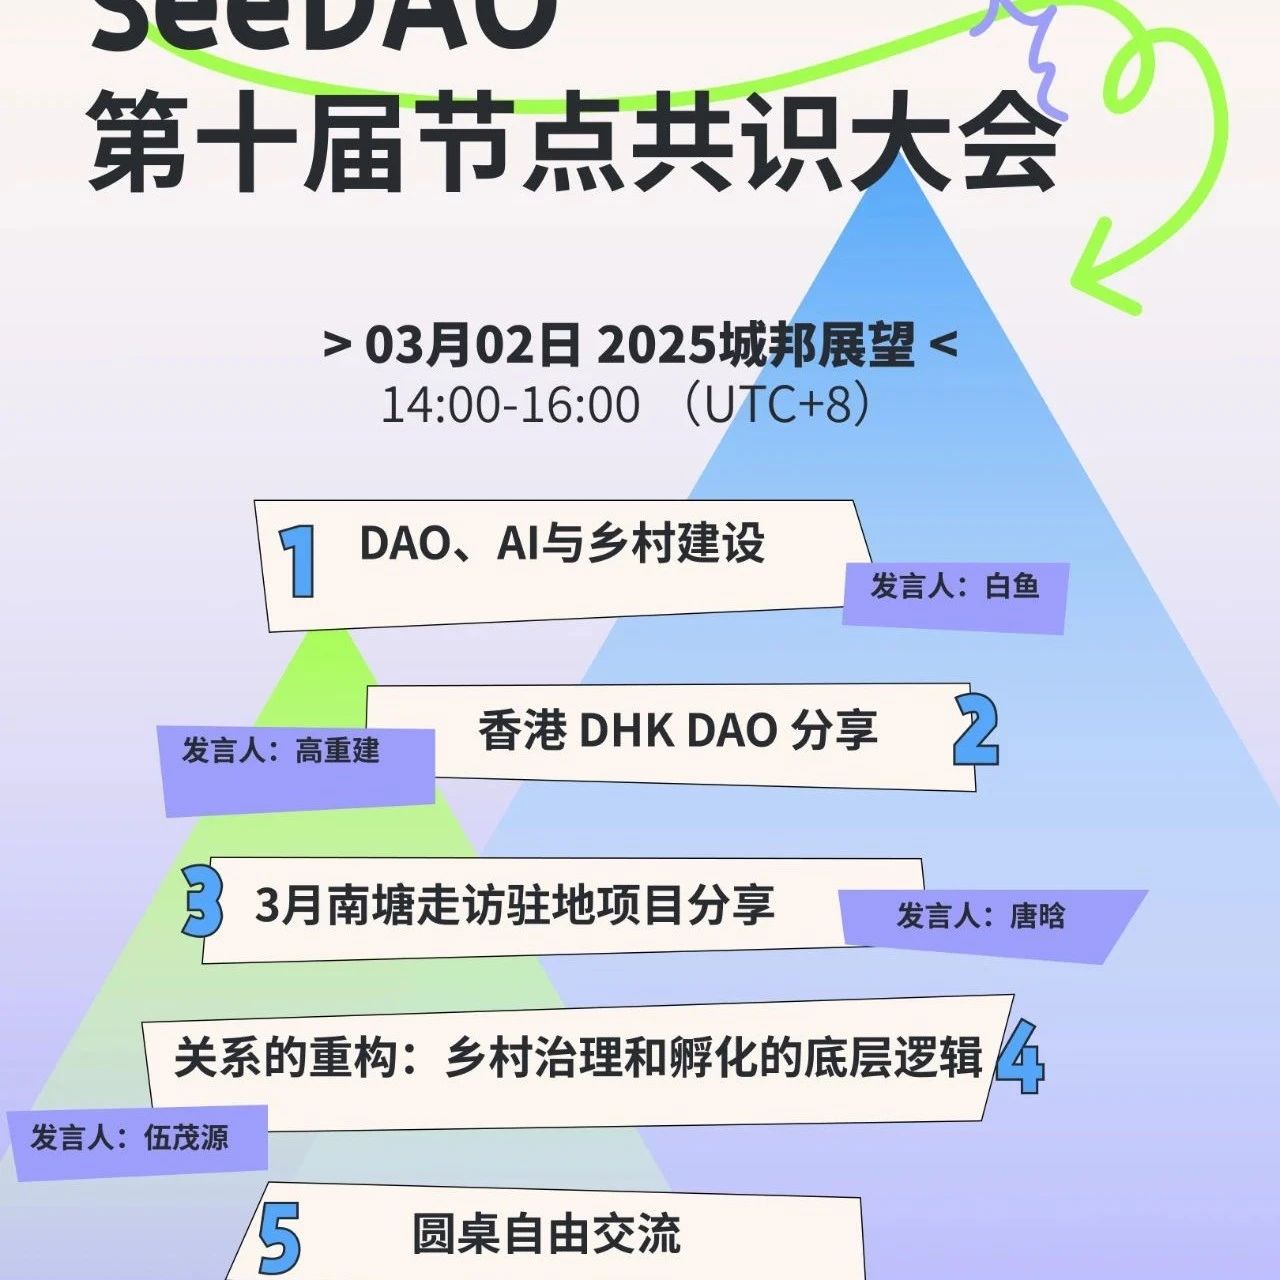 SeeDAO
第十届节点共识大会
> 03月02日 2025城邦展望 <
14:00-16:00 （UTC+8）
1
DAO、AI与乡村建设
发言人：白鱼
香港 DHK DAO 分享
2
发言人：高重建
3
3月南塘走访驻地项目分享
发言人：唐晗
关系的重构：乡村治理和孵化的底层逻辑
4
发言人：伍茂源
5
圆桌自由交流